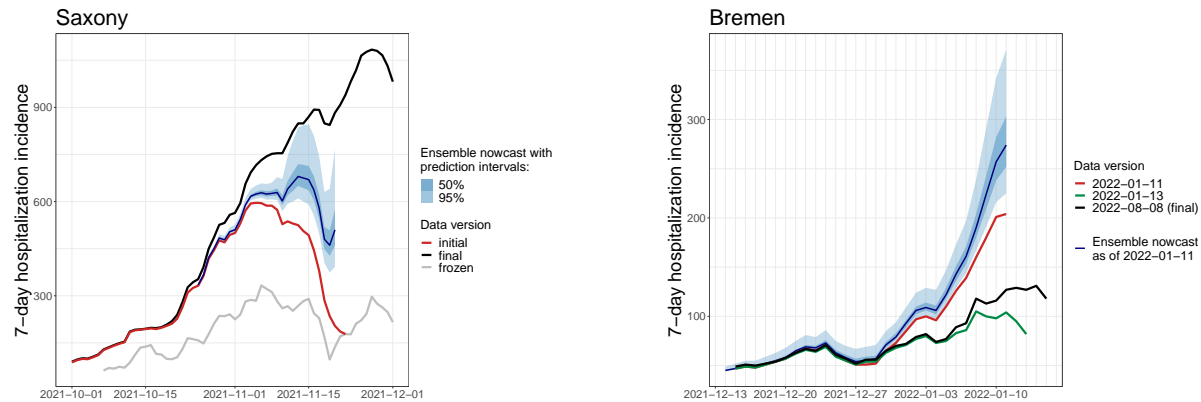 Saxony
7−day hospitalization incidence
900
600
300
2021−10−01
2021−10−15
2021−11−01
2021−11−15
2021−12−01
Ensemble nowcast with
prediction intervals:
50%
95%
Data version
initial
final
frozen
Bremen
7−day hospitalization incidence
300
200
100
2021−12−13
2021−12−20
2021−12−27
2022−01−03
2022−01−10
Data version
2022−01−11
2022−01−13
2022−08−08 (final)
Ensemble nowcast
as of 2022−01−11